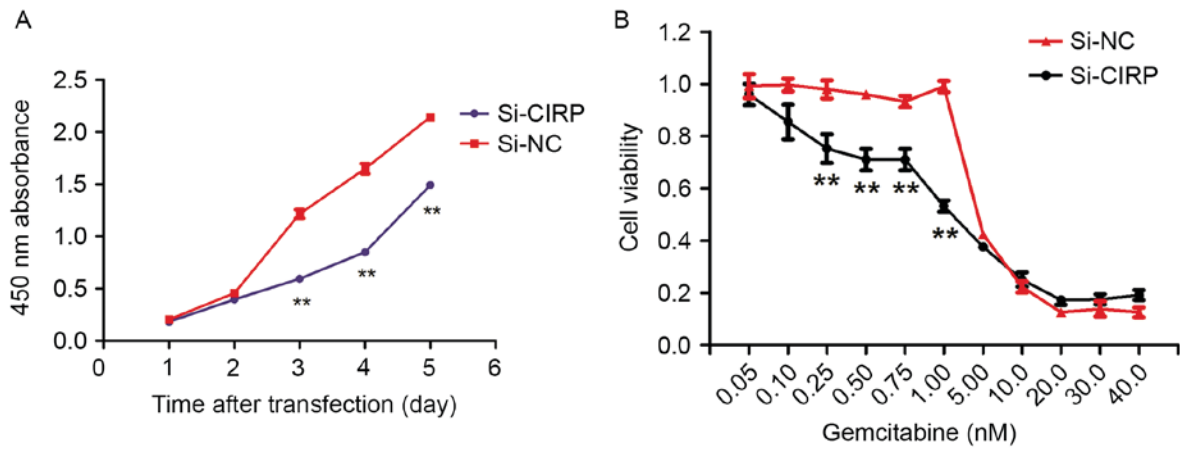 A
2.5
2.0
1.5
1.0
0.5
0.0
450 nm absorbance
Si-CIRP
Si-NC
**
**
**
0 1 2 3 4 5 6
Time after transfection (day)
B
1.2
1.0
0.8
0.6
0.4
0.2
0.0
Cell viability
Si-NC
Si-CIRP
** ** **
**
0.05 0.10 0.25 0.50 0.75 1.00 5.00 10.0 20.0 30.0 40.0
Gemcitabine (nM)